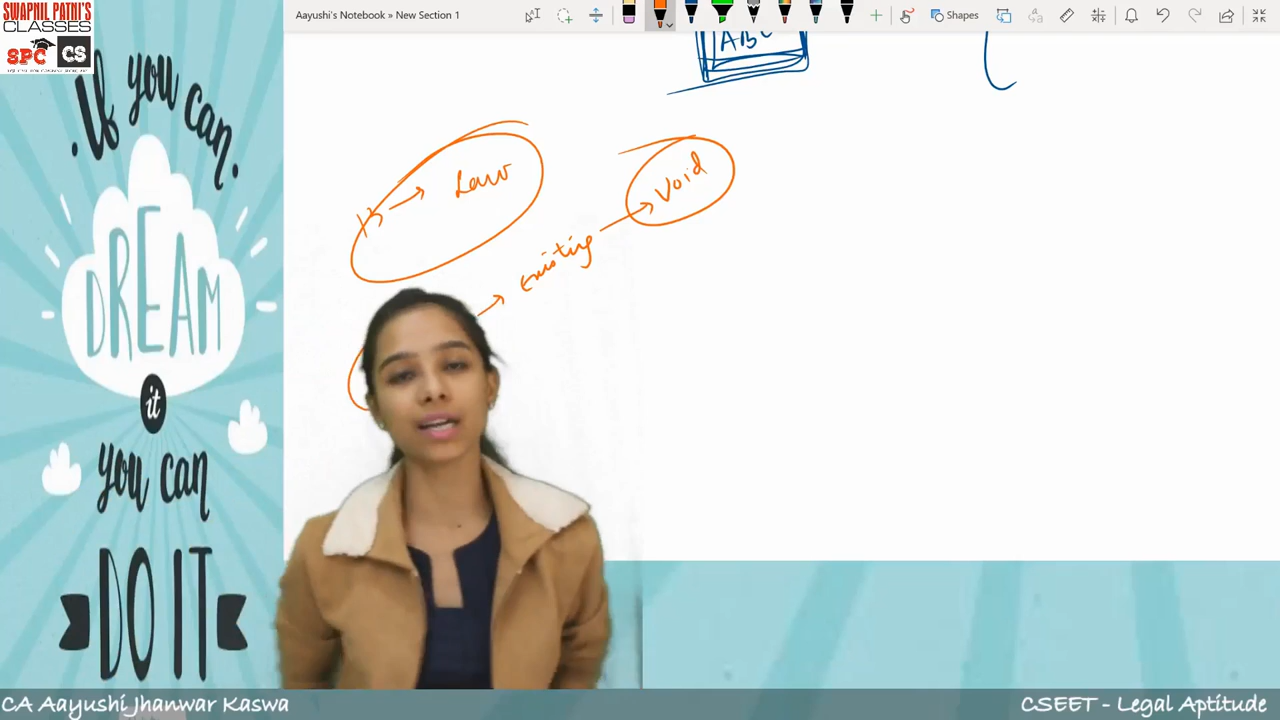 SWAPNIL PATNI'S
CLASSES
SPC CS
Aayushi's Notebook » New Section 1
Shapes
ABC
If you can
DREAM
it
you can
DO IT
13 → Law
→ Existing → Void
CA Aayushi Jhanwar Kaswa
CSEET - Legal Aptitude